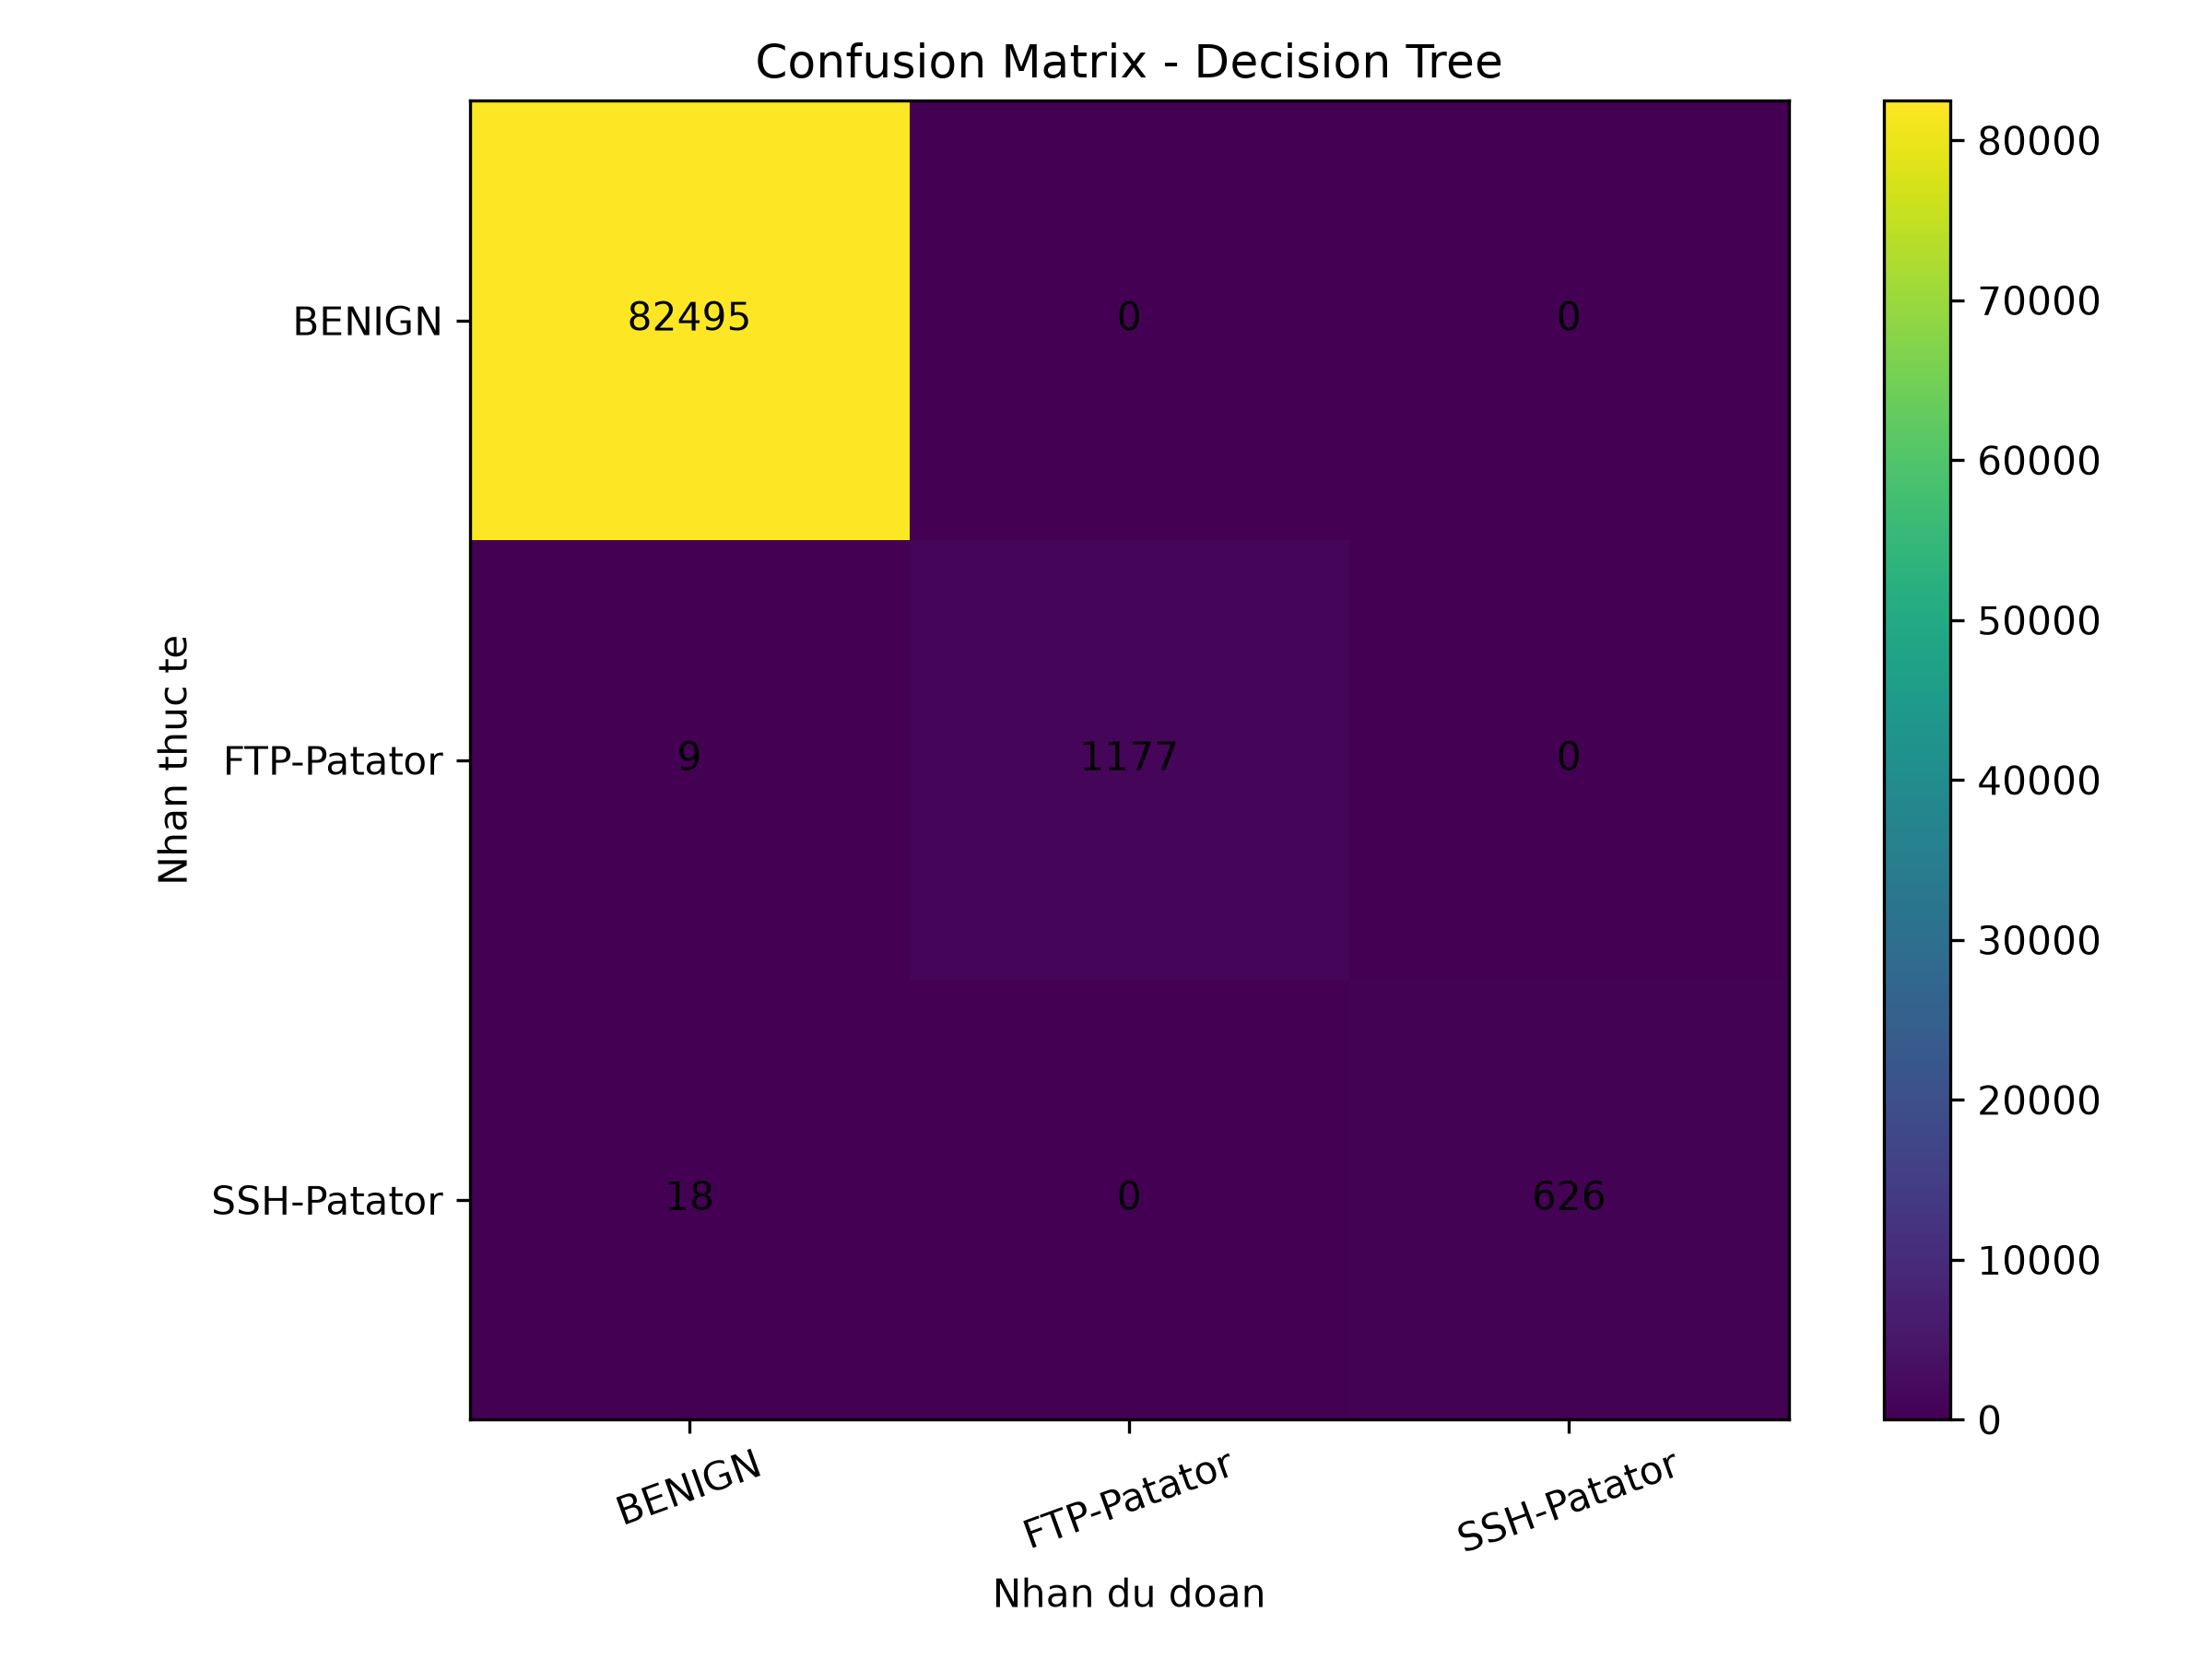 Confusion Matrix - Decision Tree
80000
70000
60000
50000
40000
30000
20000
10000
0
Nhan thuc te
BENIGN 82495 0 0
FTP-Patator 9 1177 0
SSH-Patator 18 0 626
BENIGN FTP-Patator SSH-Patator
Nhan du doan